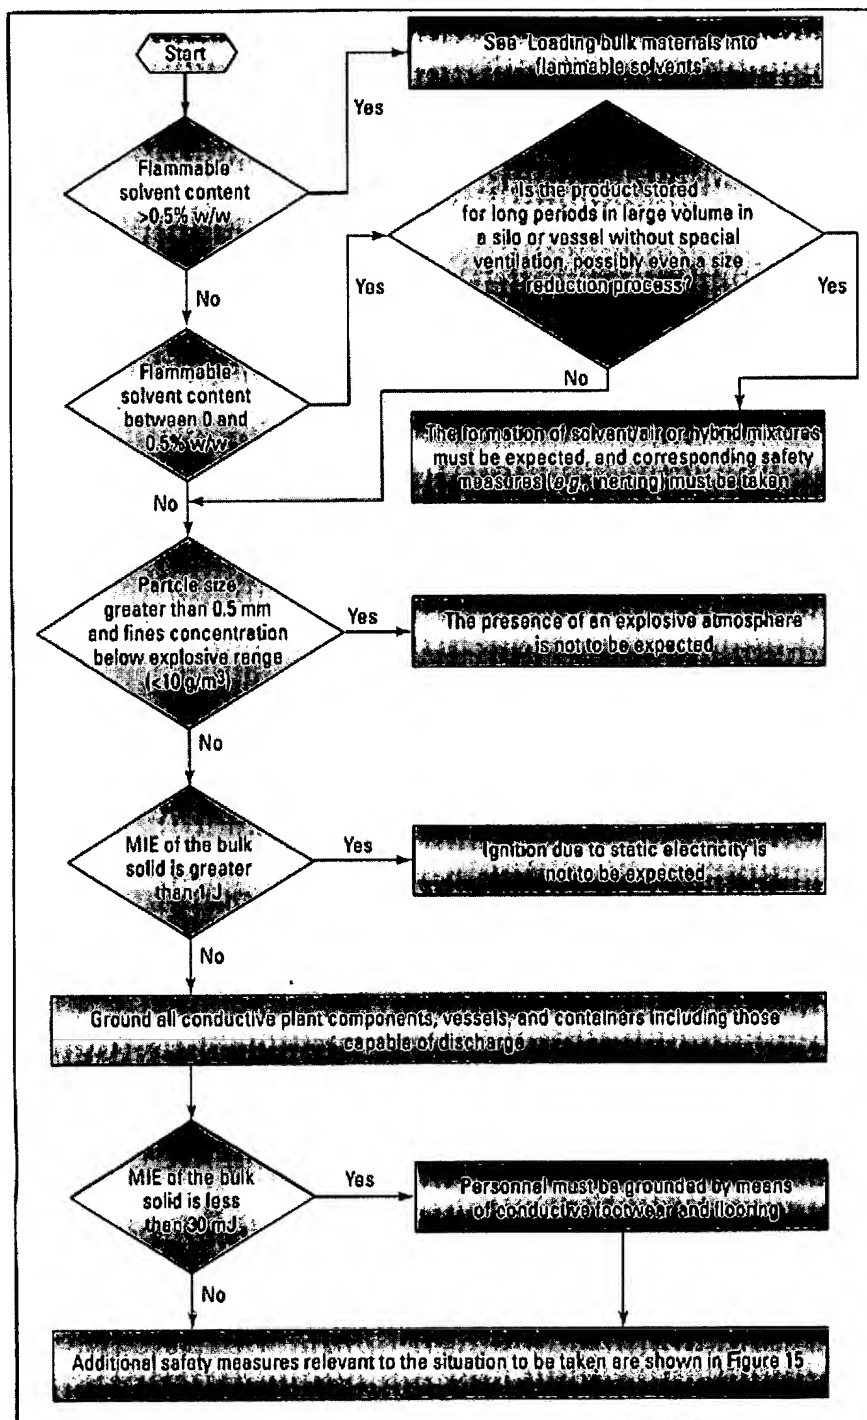 Start
See "Loading bulk materials into
flammable solvents"
Yes
Flammable
solvent content
>0.5% w/w
Is the product stored
for long periods in large volume in
a silo or vessel without special
ventilation, possibly even a size
reduction process?
No
Yes
Yes
Flammable
solvent content
between 0 and
0.5% w/w
No
The formation of solvent/air or hybrid mixtures
must be expected, and corresponding safety
measures (e.g., inerting) must be taken
No
Particle size
greater than 0.5 mm
and fines concentration
below explosive range
(<10 g/m³)
Yes
The presence of an explosive atmosphere
is not to be expected
No
MIE of the bulk
solid is greater
than 1 J
Yes
Ignition due to static electricity is
not to be expected
No
Ground all conductive plant components, vessels, and containers including those
capable of discharge
MIE of the bulk
solid is less
than 30 mJ
Yes
Personnel must be grounded by means
of conductive footwear and flooring
No
Additional safety measures relevant to the situation to be taken are shown in Figure 15